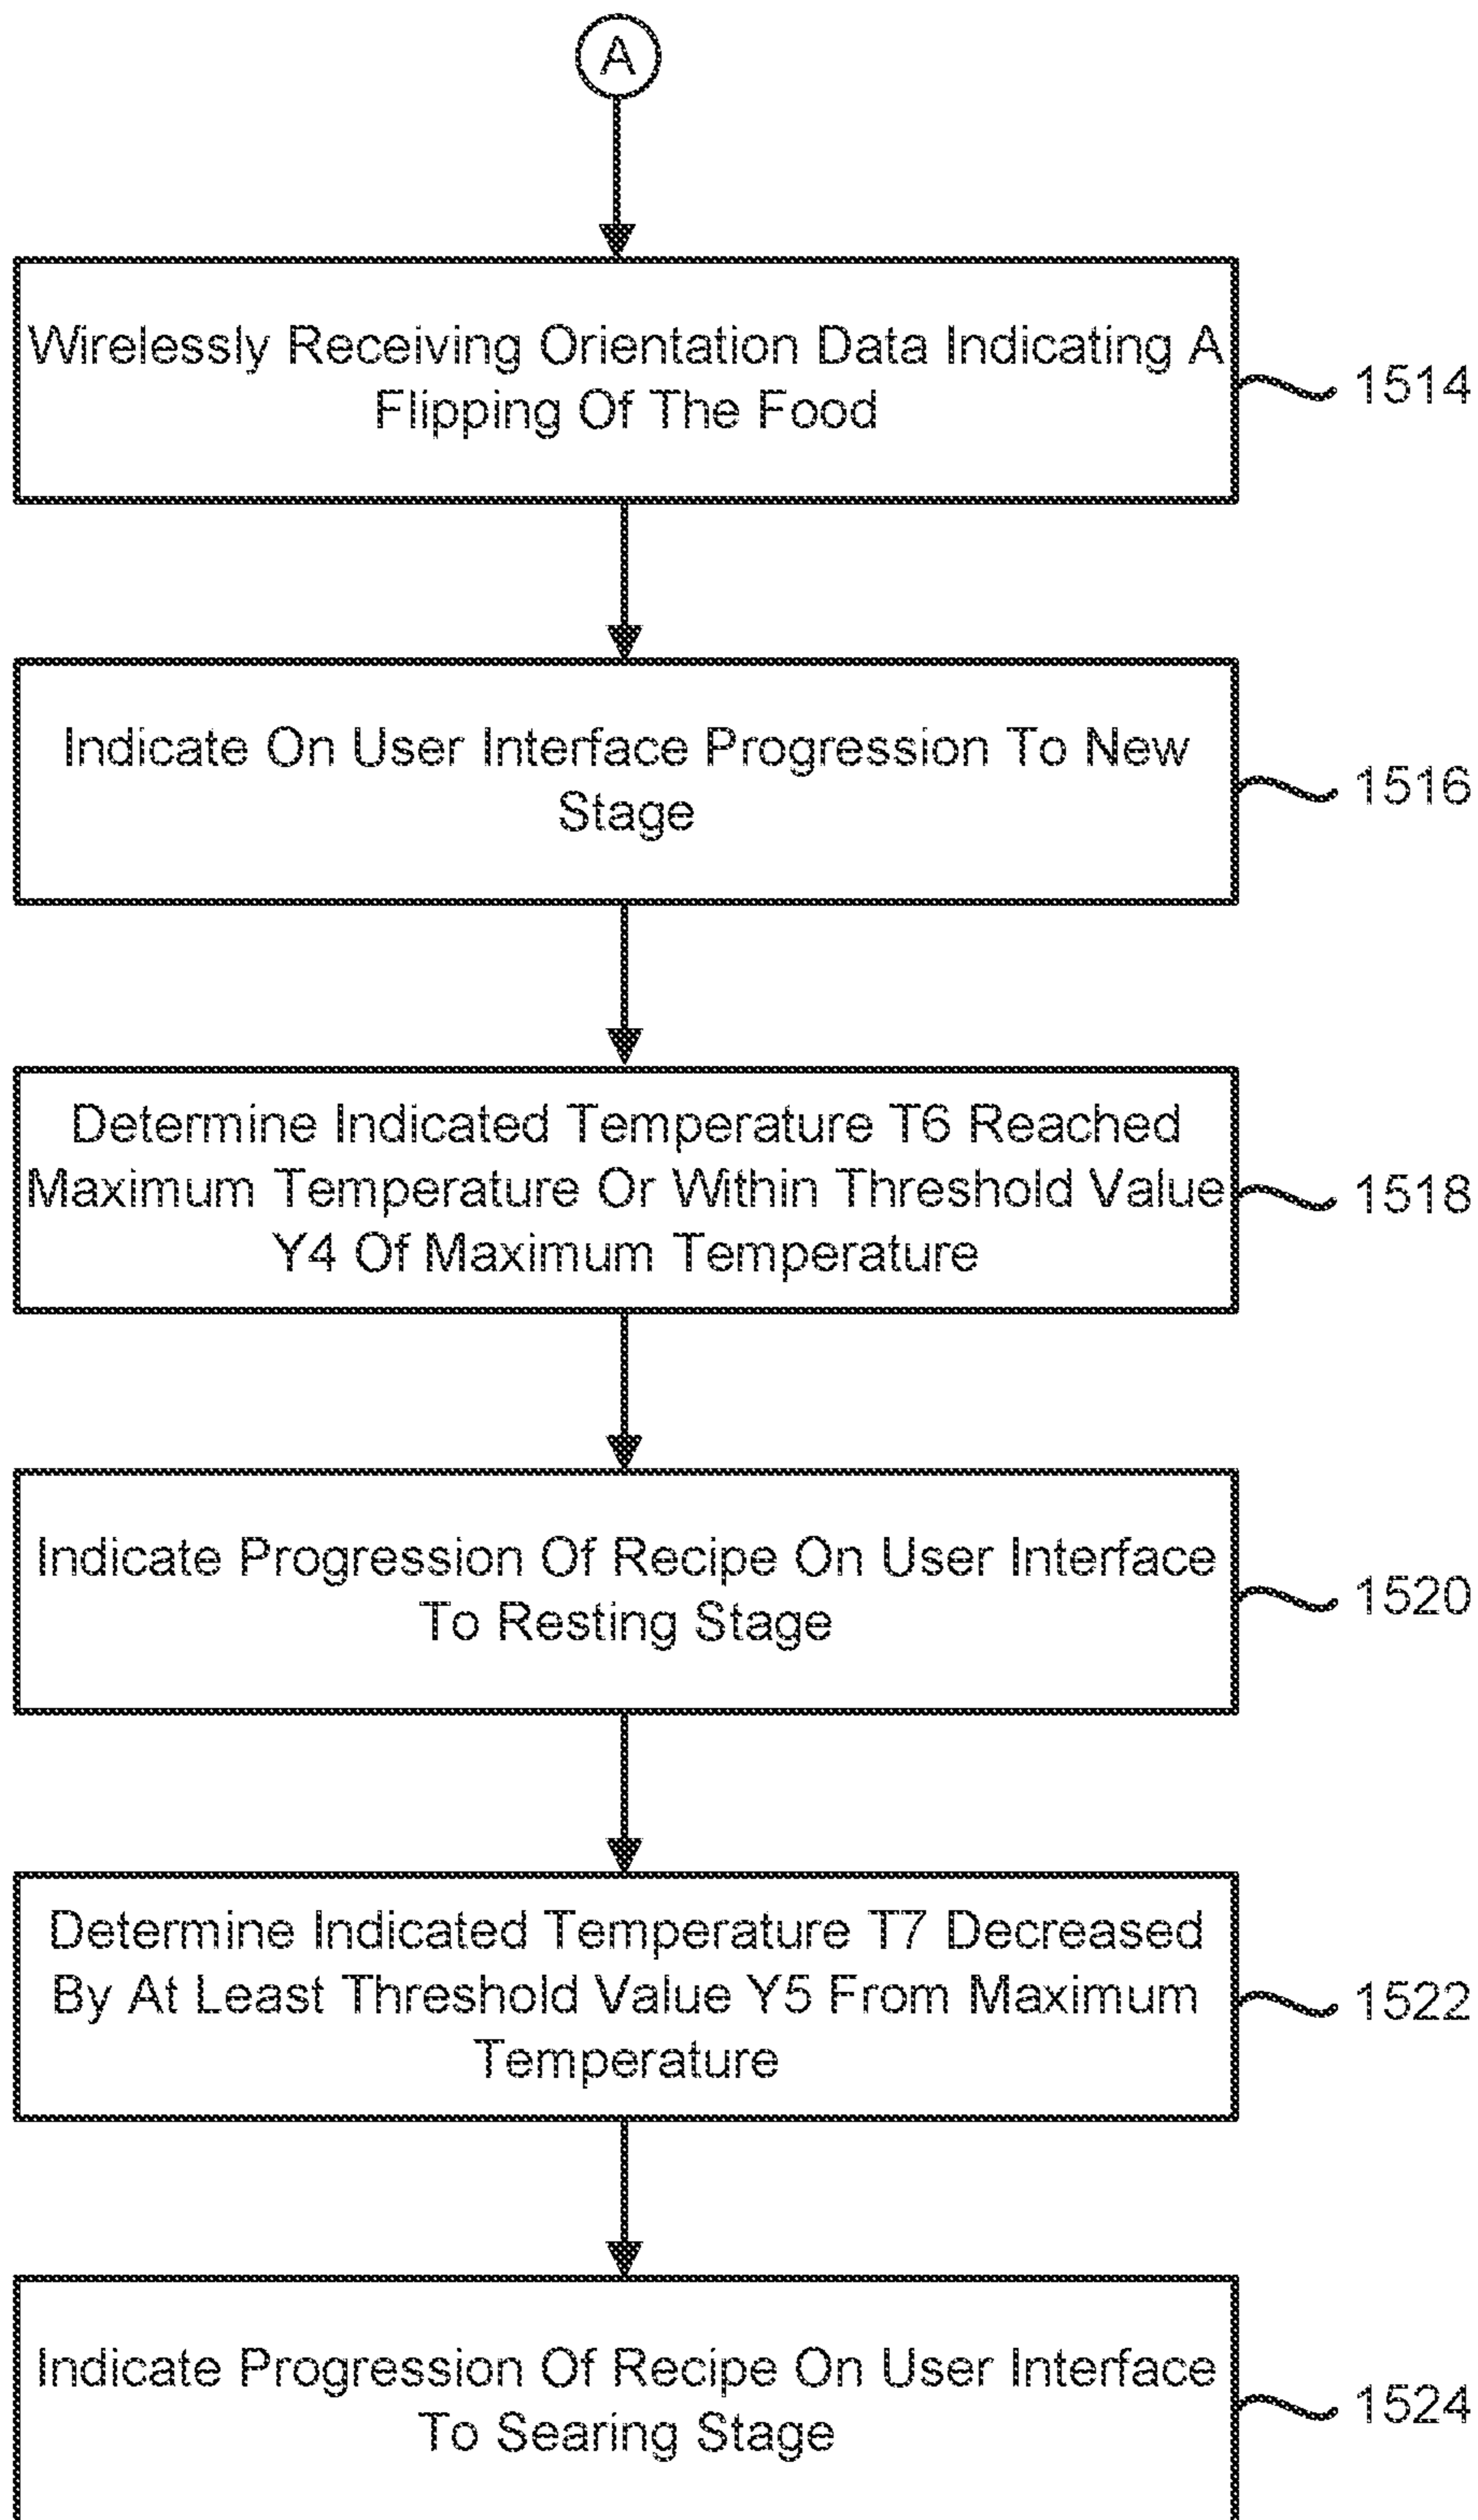 A
Wirelessly Receiving Orientation Data Indicating A
Flipping Of The Food
1514
Indicate On User Interface Progression To New
Stage
1516
Determine Indicated Temperature T6 Reached
Maximum Temperature Or Within Threshold Value
Y4 Of Maximum Temperature
1518
Indicate Progression Of Recipe On User Interface
To Resting Stage
1520
Determine Indicated Temperature T7 Decreased
By At Least Threshold Value Y5 From Maximum
Temperature
1522
Indicate Progression Of Recipe On User Interface
To Searing Stage
1524